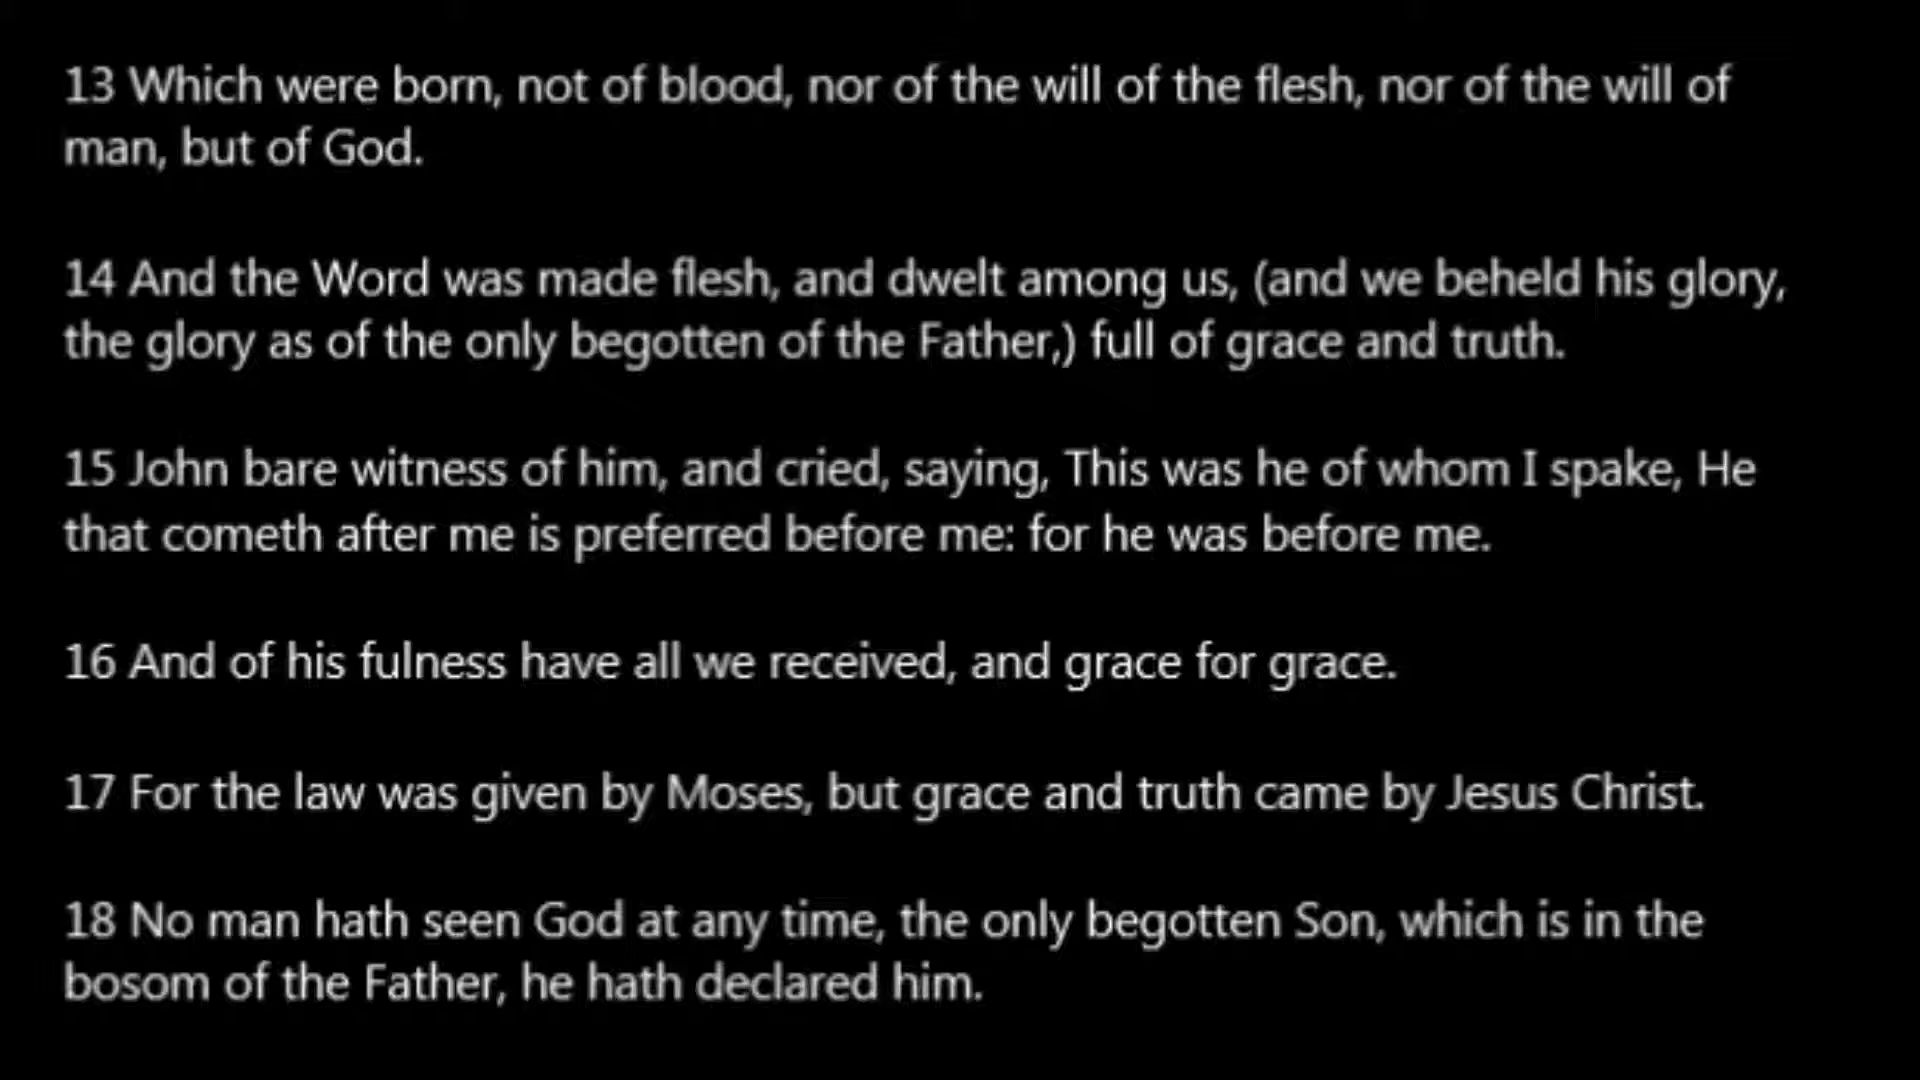 13 Which were born, not of blood, nor of the will of the flesh, nor of the will of
man, but of God.
14 And the Word was made flesh, and dwelt among us, (and we beheld his glory,
the glory as of the only begotten of the Father,) full of grace and truth.
15 John bare witness of him, and cried, saying, This was he of whom I spake, He
that cometh after me is preferred before me: for he was before me.
16 And of his fulness have all we received, and grace for grace.
17 For the law was given by Moses, but grace and truth came by Jesus Christ.
18 No man hath seen God at any time, the only begotten Son, which is in the
bosom of the Father, he hath declared him.